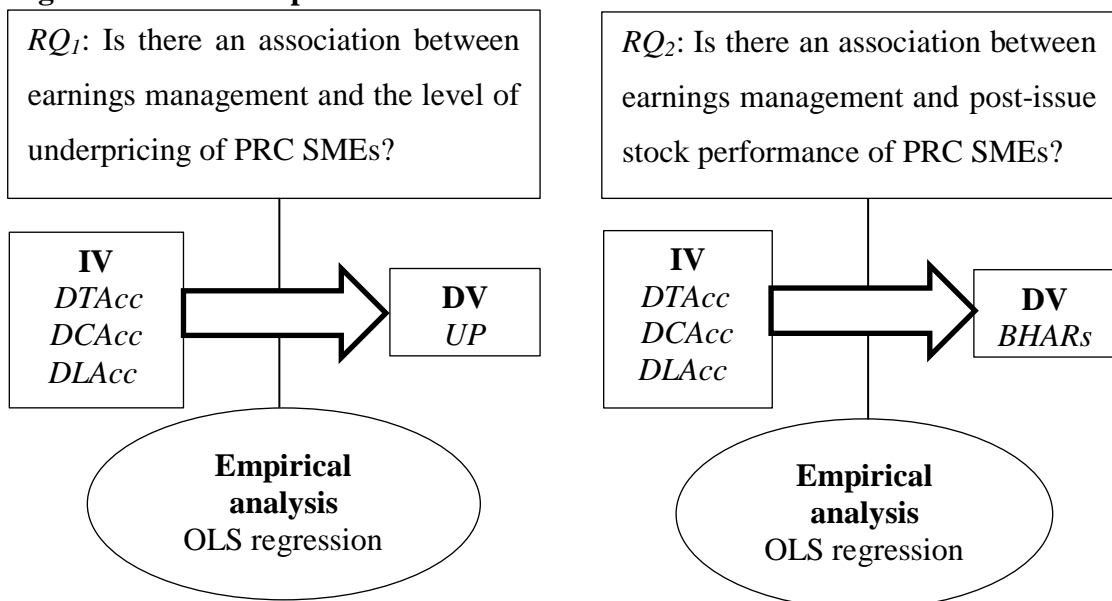 RQ1: Is there an association between
earnings management and the level of
underpricing of PRC SMEs?
IV
DTAcc
DCAcc
DLAcc
DV
UP
Empirical
analysis
OLS regression
RQ2: Is there an association between
earnings management and post-issue
stock performance of PRC SMEs?
IV
DTAcc
DCAcc
DLAcc
DV
BHARs
Empirical
analysis
OLS regression